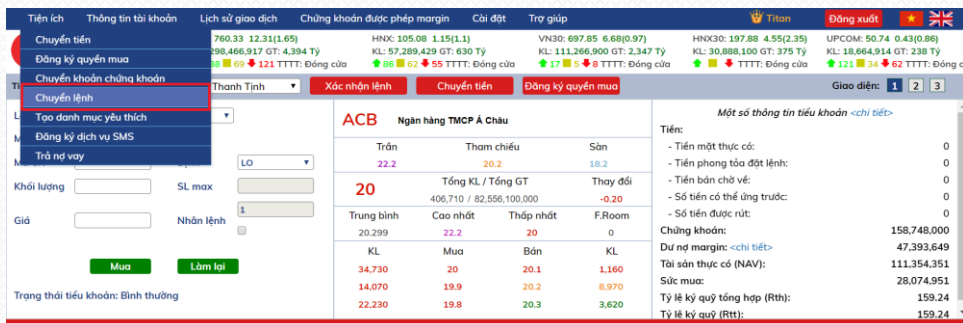 Tiện ích Thông tin tài khoản Lịch sử giao dịch Chứng khoán được phép margin Cài đặt Trợ giúp Titan Đăng xuất
Chuyển tiền
Đăng ký quyền mua
Chuyển khoản chứng khoán
Chuyển lệnh
Tạo danh mục yêu thích
Đăng ký dịch vụ SMS
Trả nợ vay
760.33 12.31(1.65) HNX: 105.08 1.15(1.1) VN30: 697.85 6.68(0.97) HNX30: 197.88 4.55(2.35) UPCOM: 50.74 0.43(0.86)
298,466,917 GT: 4,394 Tỷ KL: 57,289,429 GT: 630 Tỷ KL: 111,266,900 GT: 2,347 Tỷ KL: 30,888,100 GT: 375 Tỷ KL: 18,664,914 GT: 238 Tỷ
69 121 TTTT: Đóng cửa 86 62 55 TTTT: Đóng cửa 17 5 8 TTTT: Đóng cửa TTTT: Đóng cửa 121 34 62 TTTT: Đóng c
Thanh Tịnh Xác nhận lệnh Chuyển tiền Đăng ký quyền mua Giao diện: 1 2 3
LO
Khối lượng SL max
Giá Nhân lệnh 1
Mua Làm lại
Trạng thái tiểu khoản: Bình thường
ACB Ngân hàng TMCP Á Châu
Trần Tham chiếu Sàn
22.2 20.2 18.2
20 Tổng KL / Tổng GT Thay đổi
406,710 / 82,556,100,000 -0.20
Trung bình Cao nhất Thấp nhất F.Room
20.299 22.2 20 0
KL Mua Bán KL
34,730 20 20.1 1,160
14,070 19.9 20.2 8,970
22,230 19.8 20.3 3,620
Một số thông tin tiểu khoản <chi tiết>
Tiền:
- Tiền mặt thực có: 0
- Tiền phong tỏa đặt lệnh: 0
- Tiền bán chờ về: 0
- Số tiền có thể ứng trước: 0
- Số tiền được rút: 0
Chứng khoán: 158,748,000
Dư nợ margin: <chi tiết> 47,393,649
Tài sản thực có (NAV): 111,354,351
Sức mua: 28,074,951
Tỷ lệ ký quỹ tổng hợp (Rth): 159.24
Tỷ lệ ký quỹ (Rtt): 159.24